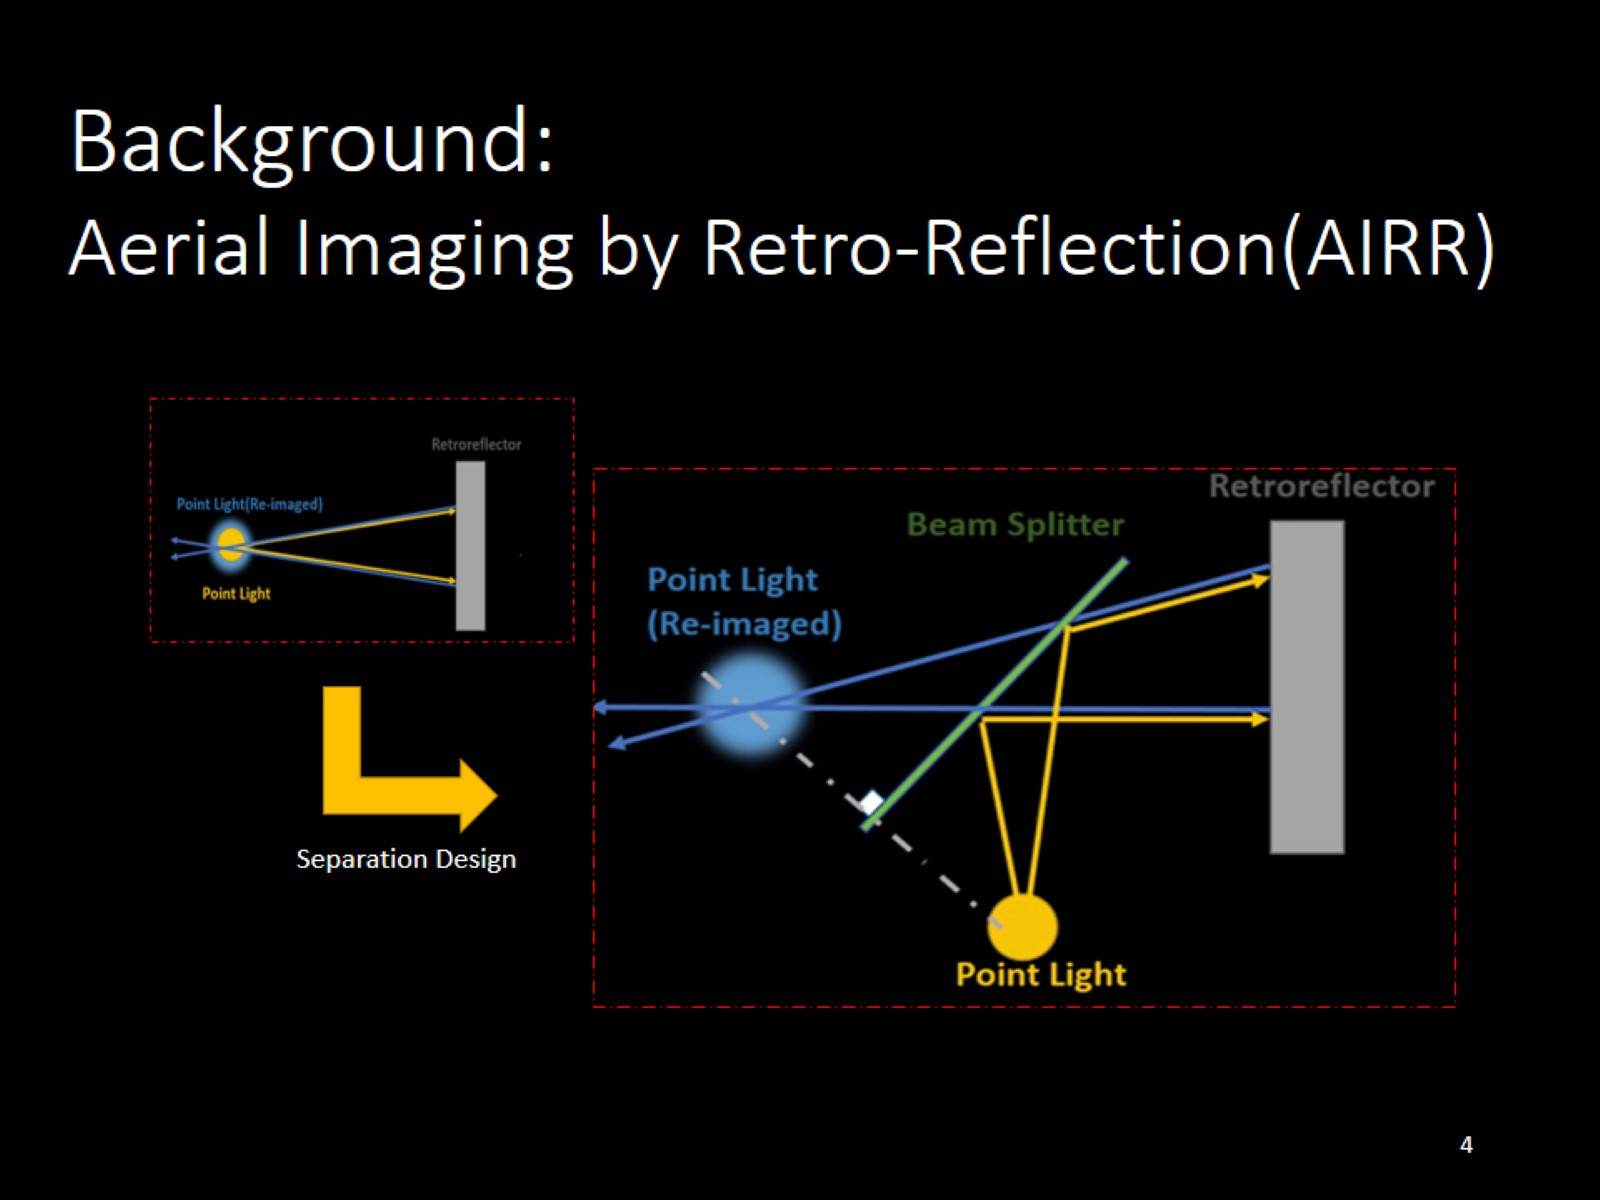 Background:
Aerial Imaging by Retro-Reflection(AIRR)
Retroreflector
Point Light(Re-imaged)
Point Light
Separation Design
Retroreflector
Beam Splitter
Point Light
(Re-imaged)
Point Light
4